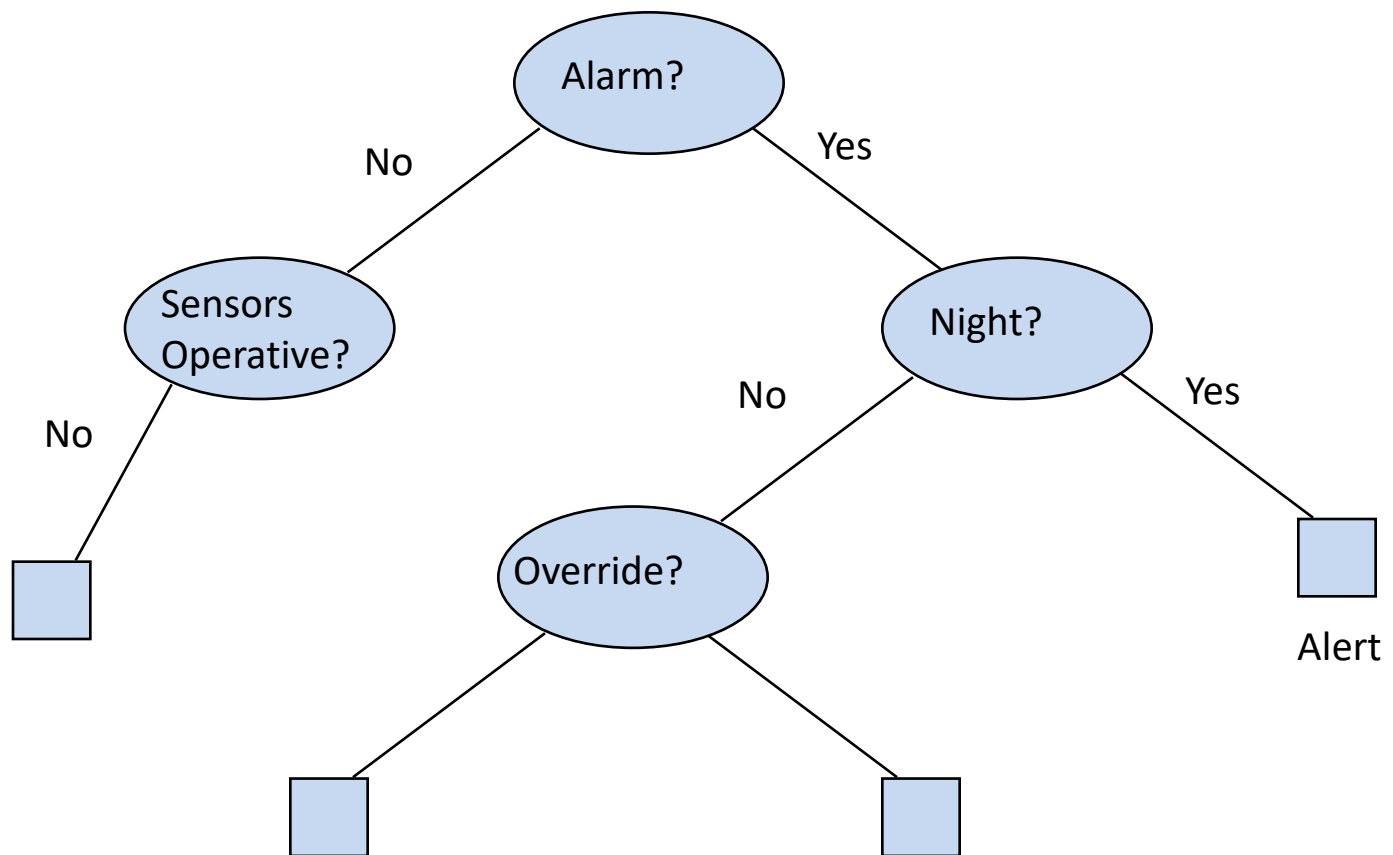 Alarm?
No
Yes
Sensors
Operative?
Night?
No
No
Yes
Override?
Alert